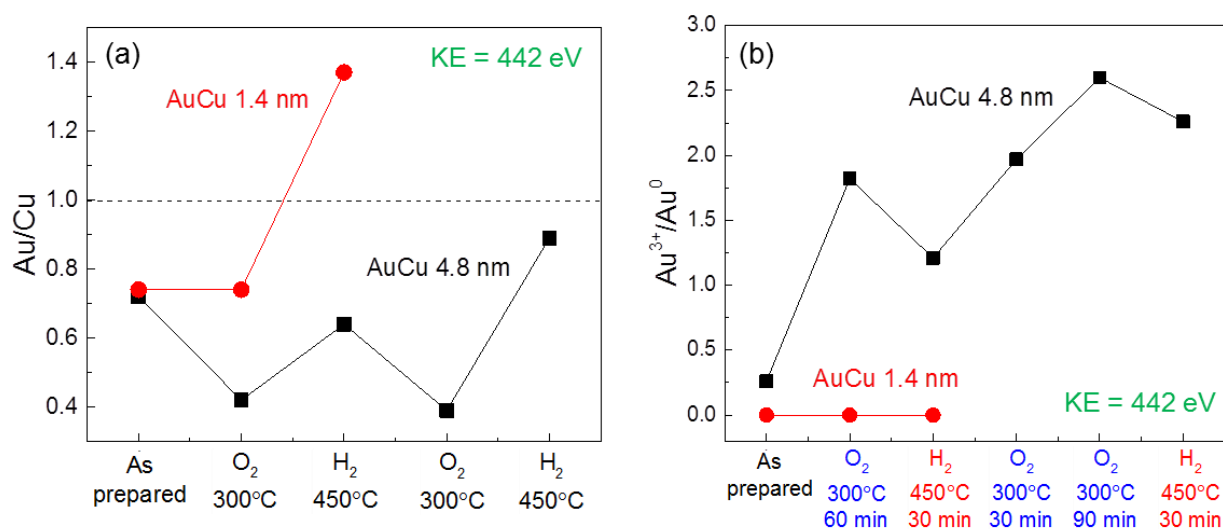 (a)
KE = 442 eV
AuCu 1.4 nm
AuCu 4.8 nm
Au/Cu
1.4
1.2
1.0
0.8
0.6
0.4
As prepared
O₂ 300°C
H₂ 450°C
O₂ 300°C
H₂ 450°C
(b)
AuCu 4.8 nm
AuCu 1.4 nm
KE = 442 eV
Au³⁺/Au⁰
3.0
2.5
2.0
1.5
1.0
0.5
0.0
As prepared
O₂ 300°C 60 min
H₂ 450°C 30 min
O₂ 300°C 30 min
O₂ 300°C 90 min
H₂ 450°C 30 min